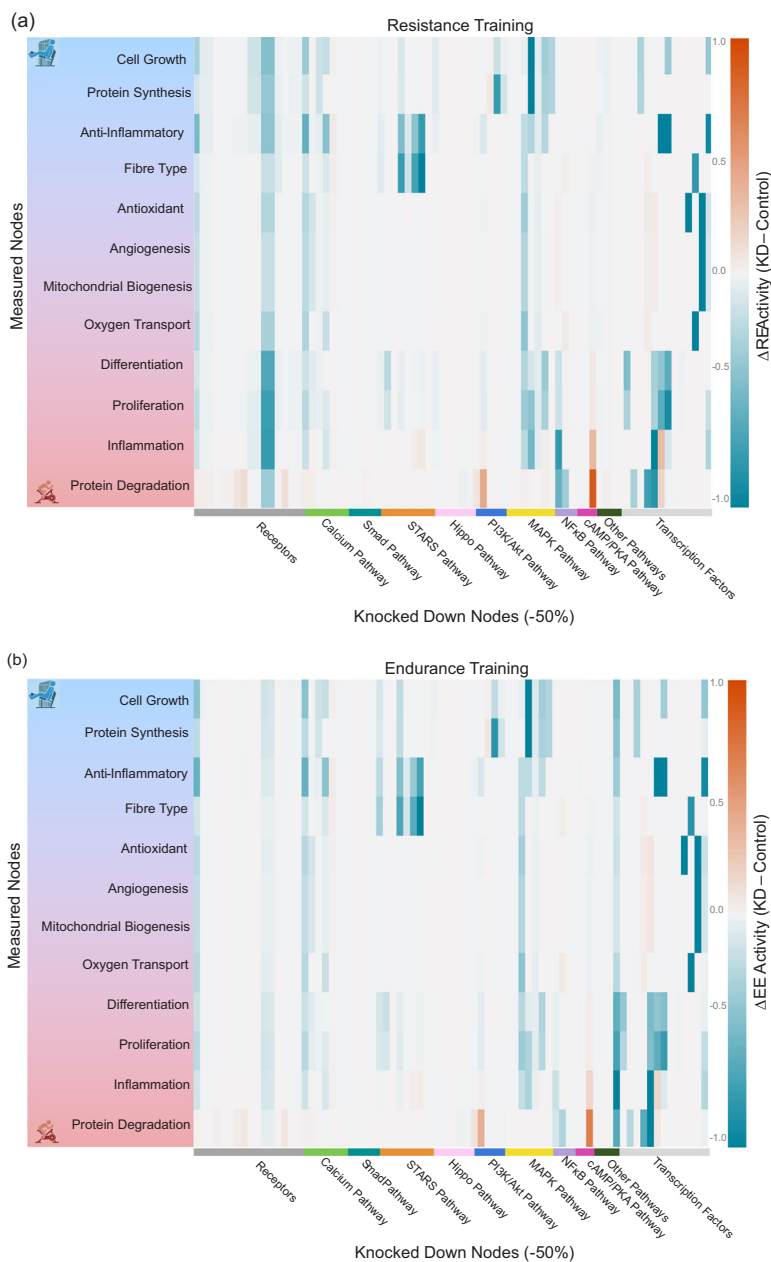 (a)
Resistance Training
Measured Nodes
Cell Growth
Protein Synthesis
Anti-Inflammatory
Fibre Type
Antioxidant
Angiogenesis
Mitochondrial Biogenesis
Oxygen Transport
Differentiation
Proliferation
Inflammation
Protein Degradation
1.0
0.5
0.0
-0.5
-1.0
ΔREActivity (KD – Control)
Receptors
Calcium Pathway
Smad Pathway
STARS Pathway
Hippo Pathway
PI3K/Akt Pathway
MAPK Pathway
NFκB Pathway
cAMP/PKA Pathway
Other Pathways
Transcription Factors
Knocked Down Nodes (-50%)
(b)
Endurance Training
Measured Nodes
Cell Growth
Protein Synthesis
Anti-Inflammatory
Fibre Type
Antioxidant
Angiogenesis
Mitochondrial Biogenesis
Oxygen Transport
Differentiation
Proliferation
Inflammation
Protein Degradation
1.0
0.5
0.0
-0.5
-1.0
ΔEE Activity (KD – Control)
Receptors
Calcium Pathway
SmadPathway
STARS Pathway
Hippo Pathway
PI3K/Akt Pathway
MAPK Pathway
NFκB Pathway
cAMP/PKA Pathway
Other Pathways
Transcription Factors
Knocked Down Nodes (-50%)